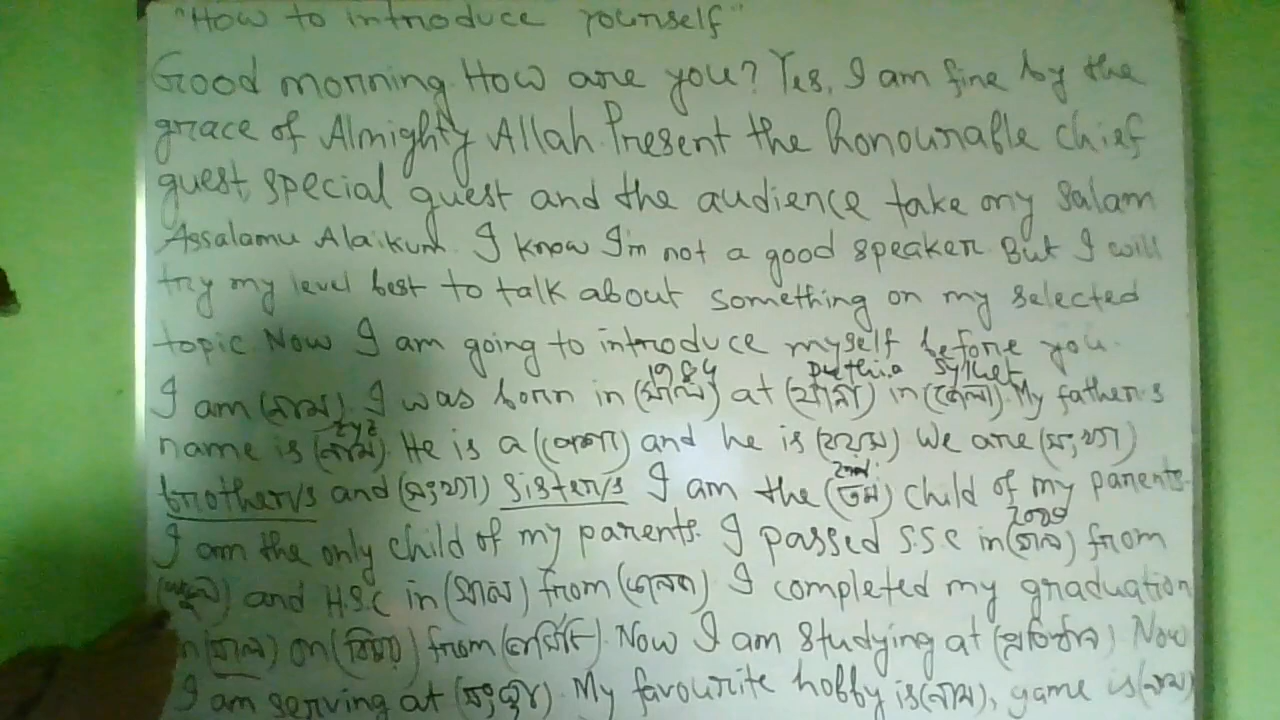 "How to introduce yourself"
Good morning. How are you? Yes, I am fine by the
grace of Almighty Allah. Present the honourable chief
guest, special guest and the audience take my salam
Assalamu Alaikum. I know I'm not a good speaker. But I will
try my level best to talk about something on my selected
topic Now I am going to introduce myself before you.
1984 puthia Sylhet
I am (নাম). I was born in (সাল) at (থানা) in (জেলা). My father's
xyz
name is (নাম). He is a (পেশা) and he is (বয়স) We are (সংখ্যা)
2nd
brother/s and (সংখ্যা) sister/s I am the (তম) child of my parents.
I am the only child of my parents. I passed S.S.C in (সাল) from
(স্কুল) and H.S.C in (সাল) from (কলেজ) I completed my graduation
in (সাল) on (বিষয়) from (ভার্সিটি). Now I am studying at (প্রতিষ্ঠান) Now
I am serving at My favourite hobby is (নাম), game is (নাম)